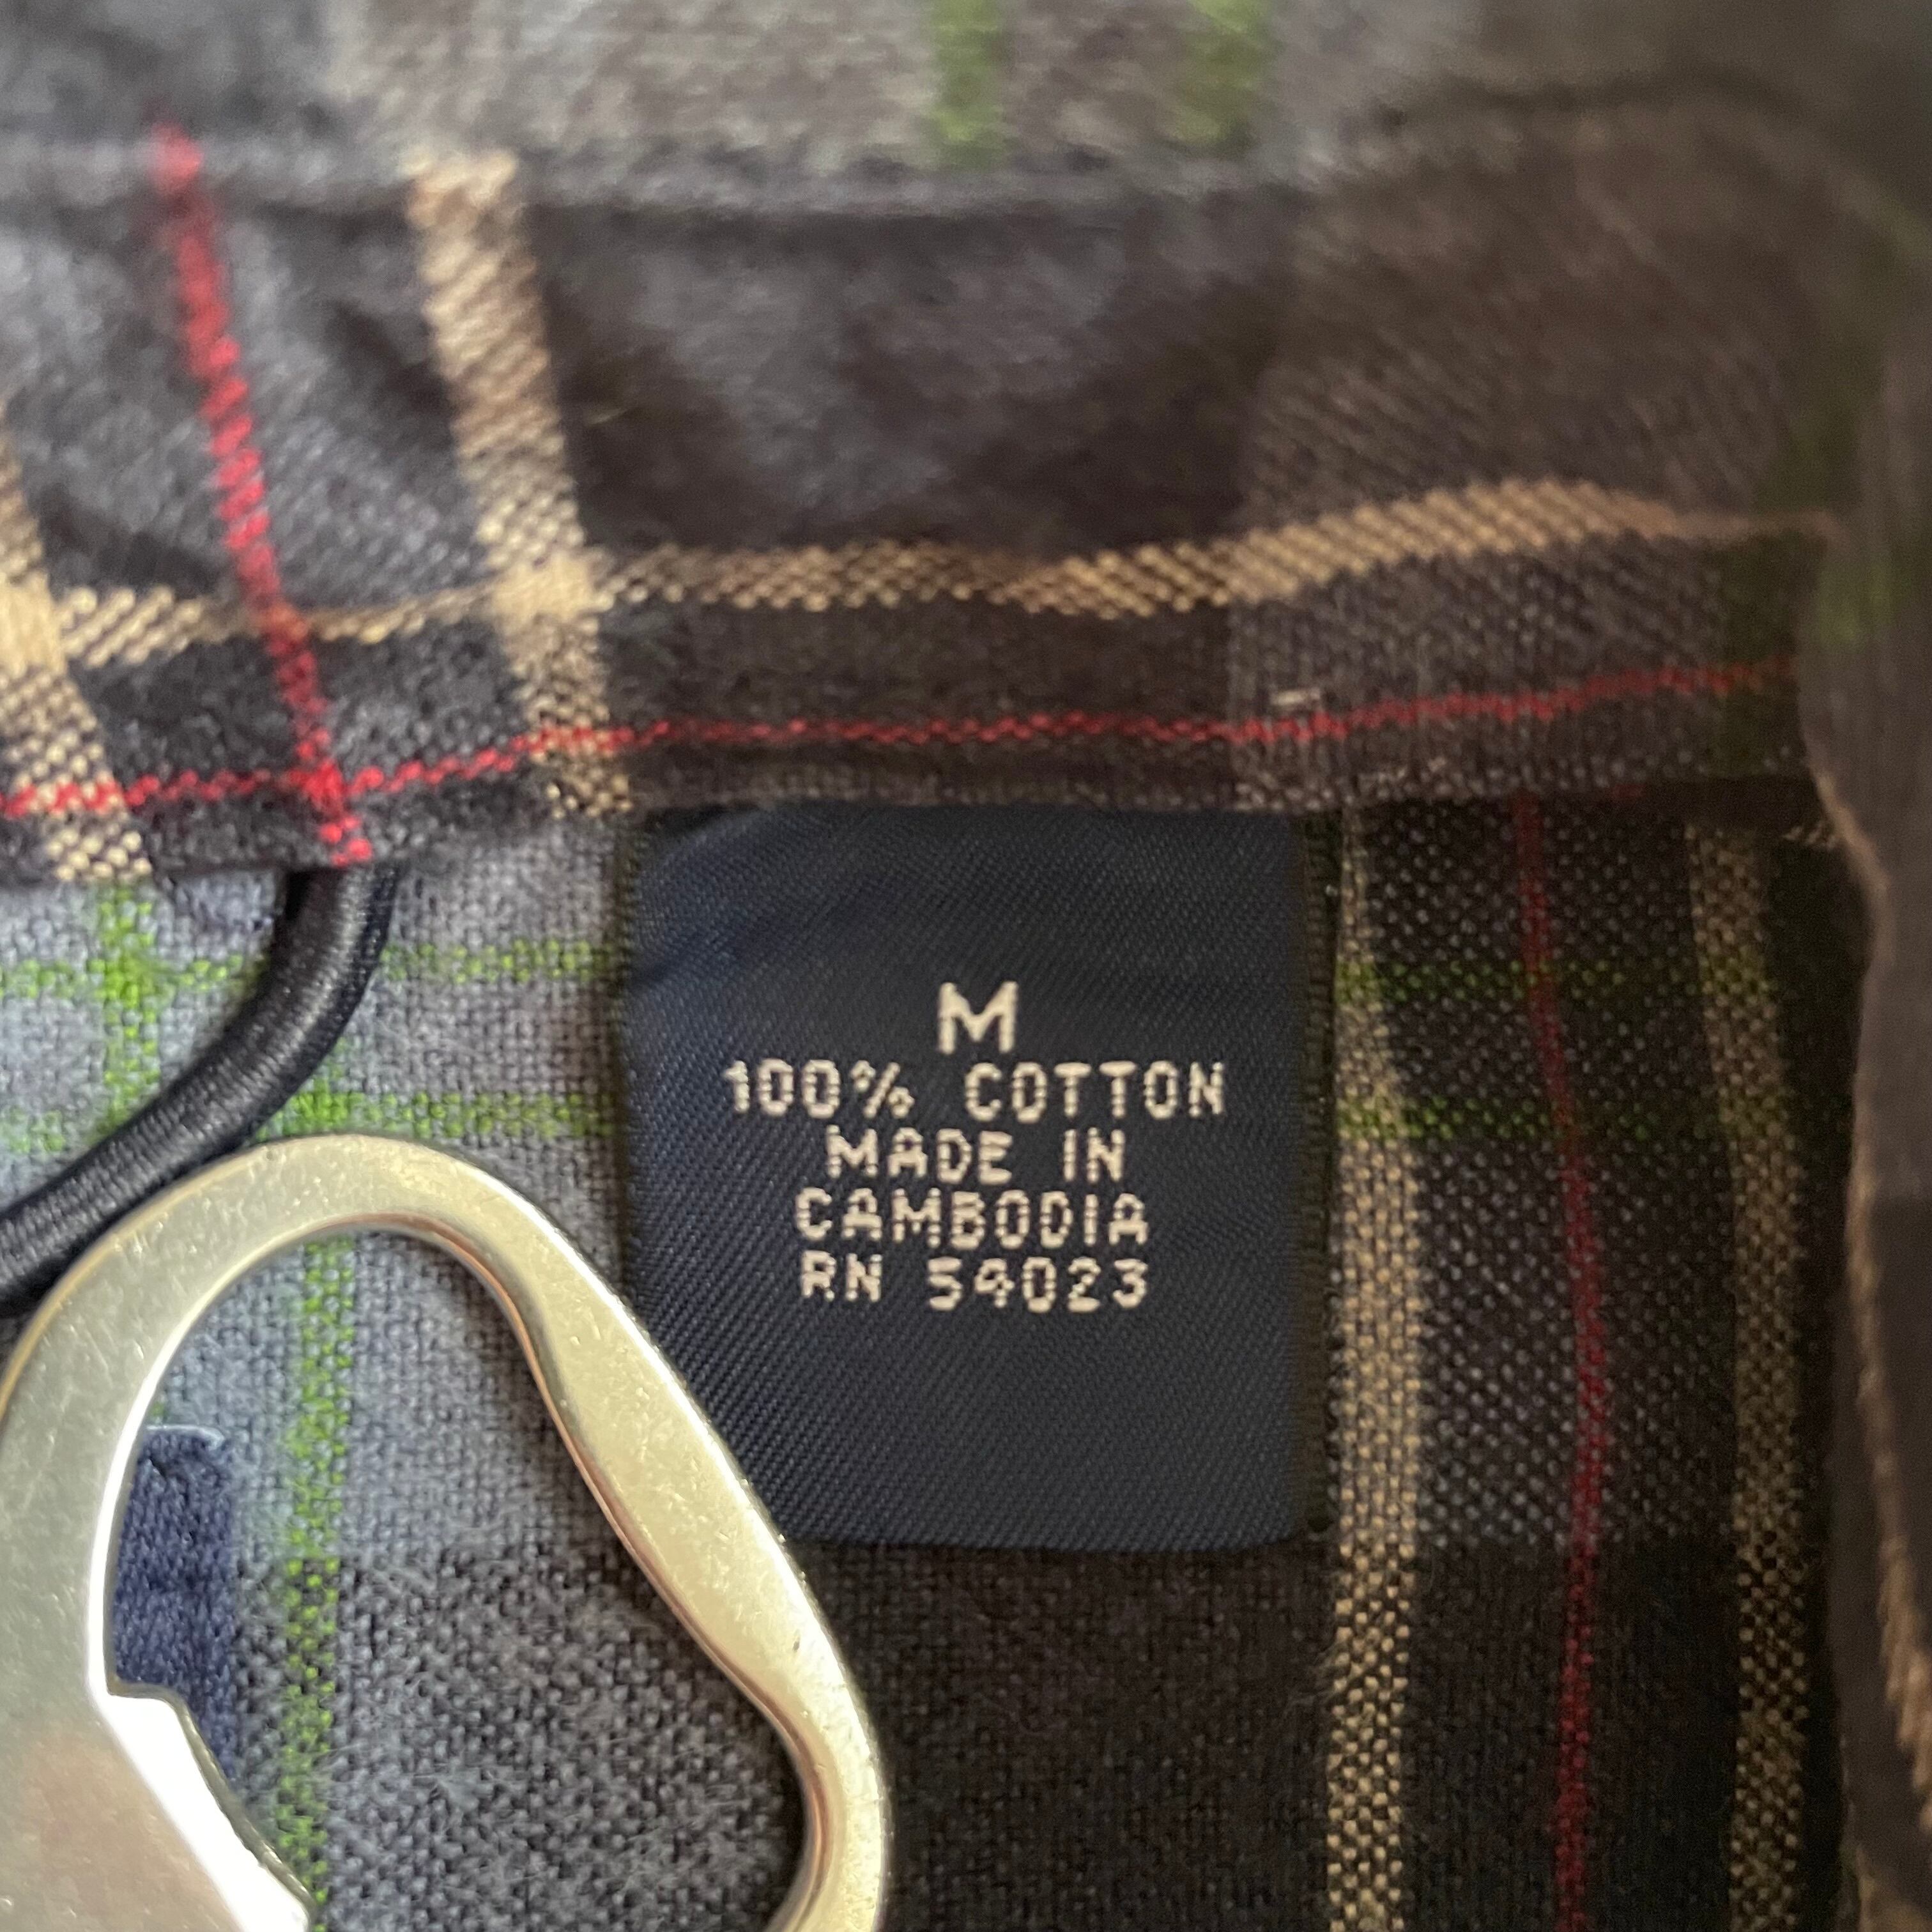 M
100% COTTON
MADE IN
CAMBODIA
RN 54023